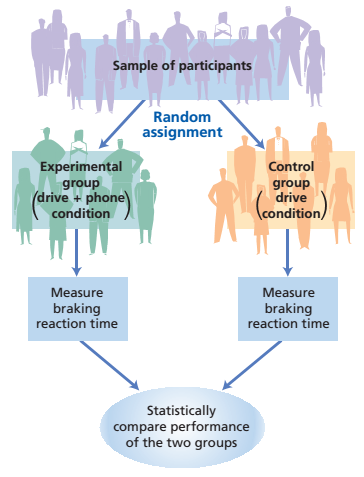 Sample of participants
Random
assignment
Experimental
group
(drive + phone)
condition
Control
group
(drive
condition)
Measure
braking
reaction time
Measure
braking
reaction time
Statistically
compare performance
of the two groups